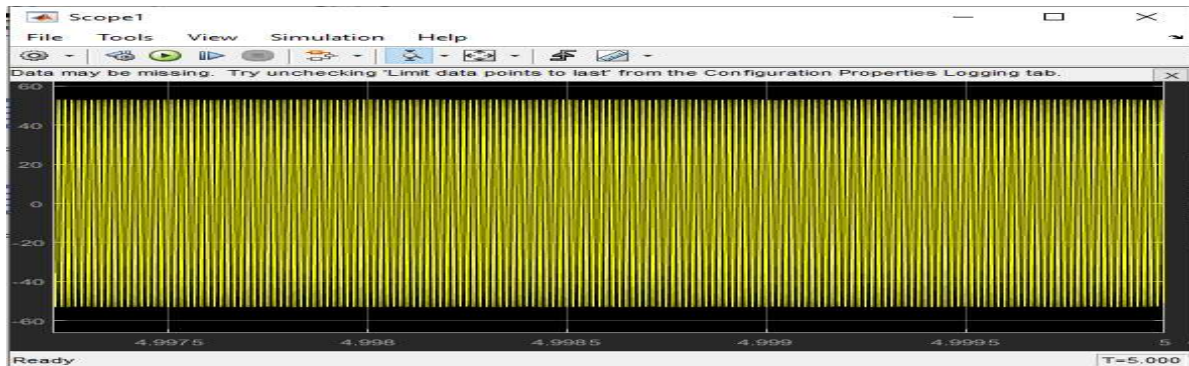 Scope1
File Tools View Simulation Help
Data may be missing. Try unchecking 'Limit data points to last' from the Configuration Properties Logging tab.
60
40
20
0
-20
-40
-60
4.9975 4.998 4.9985 4.999 4.9995 5
Ready T=5.000